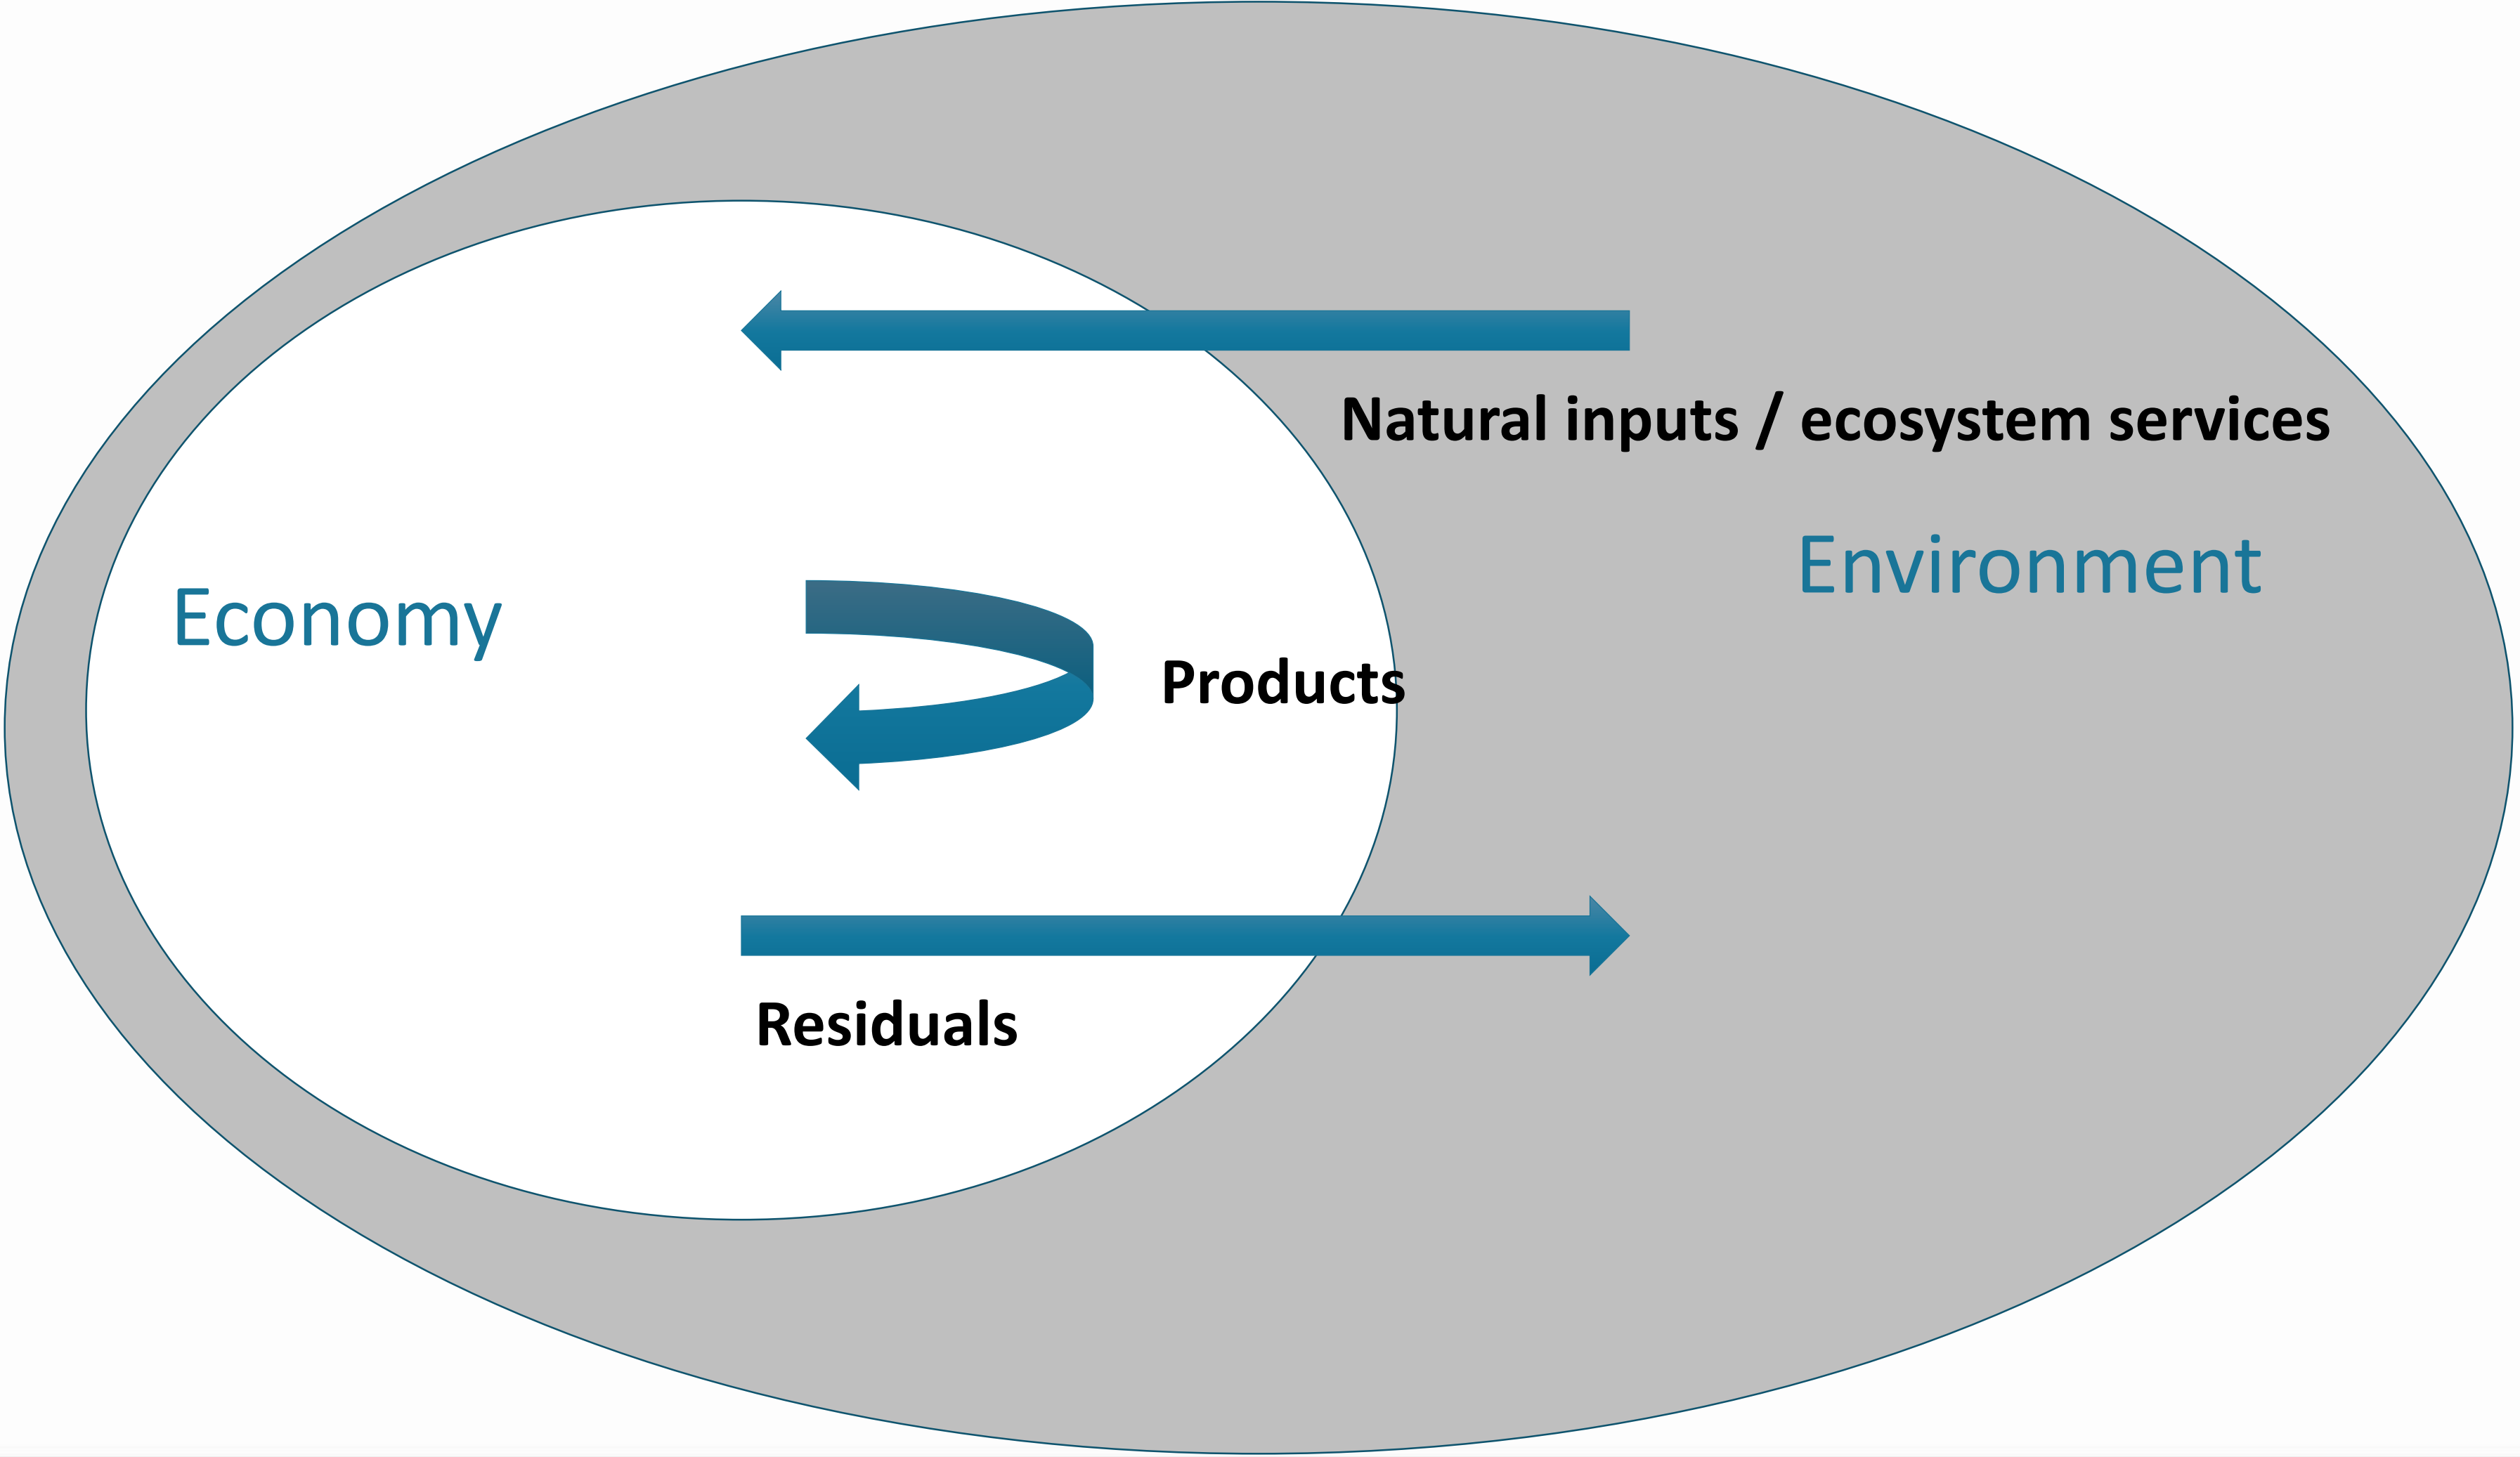 Natural inputs / ecosystem services
Environment
Economy
Products
Residuals